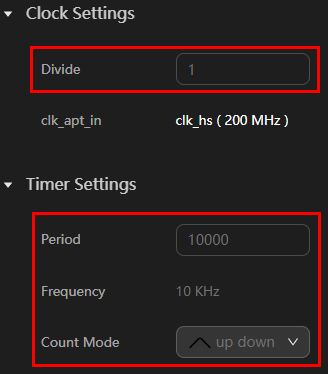 Clock Settings
Divide 1
clk_apt_in clk_hs ( 200 MHz )
Timer Settings
Period 10000
Frequency 10 KHz
Count Mode up down